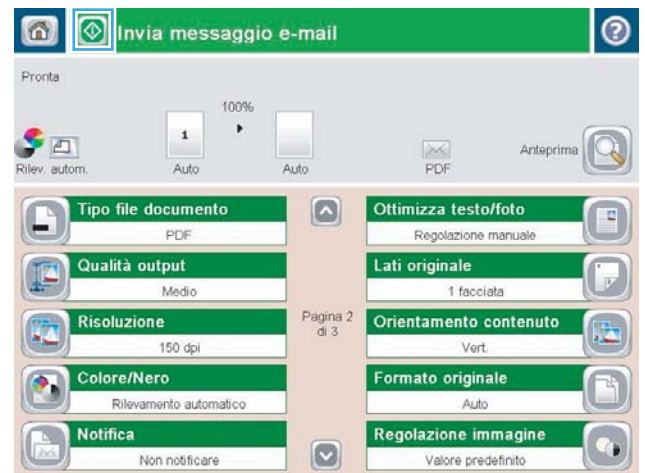 Invia messaggio e-mail
?
Pronta
100%
1
Rilev. autom.
Auto
Auto
PDF
Anteprima
Tipo file documento
PDF
Qualità output
Medio
Risoluzione
150 dpi
Colore/Nero
Rilevamento automatico
Notifica
Non notificare
Pagina 2
di 3
Ottimizza testo/foto
Regolazione manuale
Lati originale
1 facciata
Orientamento contenuto
Vert.
Formato originale
Auto
Regolazione immagine
Valore predefinito